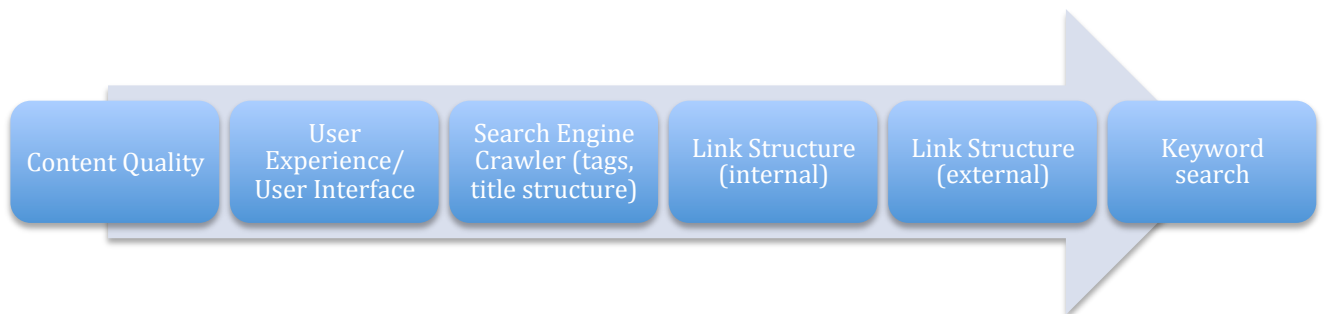 Content Quality
User
Experience/
User Interface
Search Engine
Crawler (tags,
title structure)
Link Structure
(internal)
Link Structure
(external)
Keyword
search